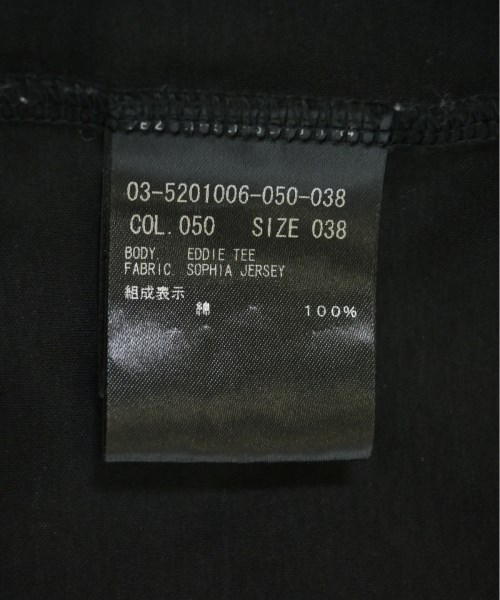 03-5201006-050-038
COL.050 SIZE 038
BODY EDDIE TEE
FABRIC SOPHIA JERSEY
組成表示
綿 100%